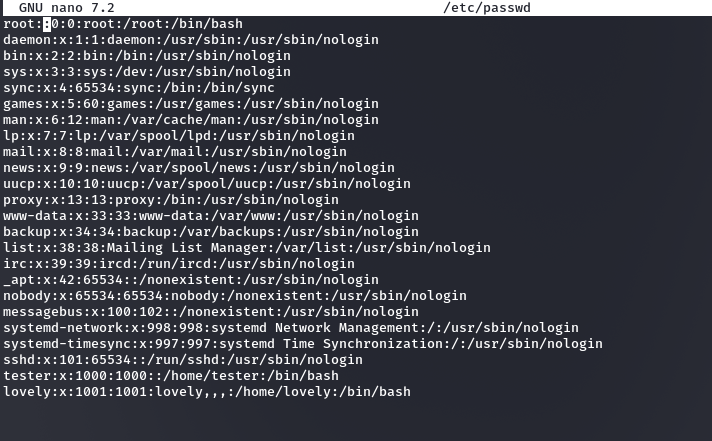 GNU nano 7.2 /etc/passwd
root::0:0:root:/root:/bin/bash
daemon:x:1:1:daemon:/usr/sbin:/usr/sbin/nologin
bin:x:2:2:bin:/bin:/usr/sbin/nologin
sys:x:3:3:sys:/dev:/usr/sbin/nologin
sync:x:4:65534:sync:/bin:/bin/sync
games:x:5:60:games:/usr/games:/usr/sbin/nologin
man:x:6:12:man:/var/cache/man:/usr/sbin/nologin
lp:x:7:7:lp:/var/spool/lpd:/usr/sbin/nologin
mail:x:8:8:mail:/var/mail:/usr/sbin/nologin
news:x:9:9:news:/var/spool/news:/usr/sbin/nologin
uucp:x:10:10:uucp:/var/spool/uucp:/usr/sbin/nologin
proxy:x:13:13:proxy:/bin:/usr/sbin/nologin
www-data:x:33:33:www-data:/var/www:/usr/sbin/nologin
backup:x:34:34:backup:/var/backups:/usr/sbin/nologin
list:x:38:38:Mailing List Manager:/var/list:/usr/sbin/nologin
irc:x:39:39:ircd:/run/ircd:/usr/sbin/nologin
_apt:x:42:65534::/nonexistent:/usr/sbin/nologin
nobody:x:65534:65534:nobody:/nonexistent:/usr/sbin/nologin
messagebus:x:100:102::/nonexistent:/usr/sbin/nologin
systemd-network:x:998:998:systemd Network Management:/:/usr/sbin/nologin
systemd-timesync:x:997:997:systemd Time Synchronization:/:/usr/sbin/nologin
sshd:x:101:65534::/run/sshd:/usr/sbin/nologin
tester:x:1000:1000::/home/tester:/bin/bash
lovely:x:1001:1001:lovely,,,:/home/lovely:/bin/bash